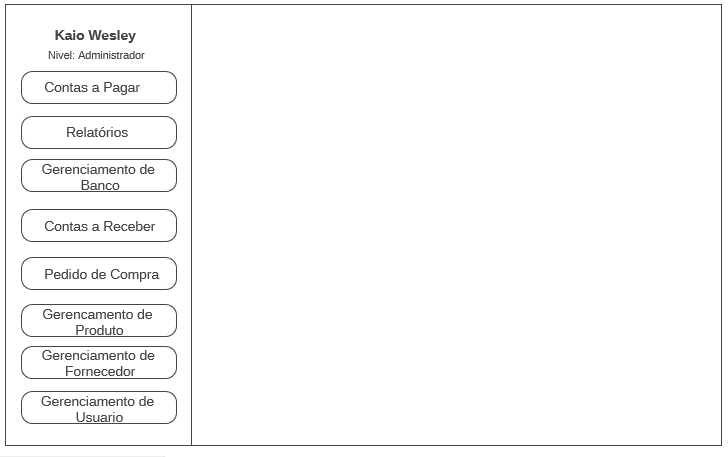 Kaio Wesley
Nivel: Administrador
Contas a Pagar
Relatórios
Gerenciamento de
Banco
Contas a Receber
Pedido de Compra
Gerencamento de
Produto
Gerenciamento de
Fornecedor
Gerenciamento de
Usuario